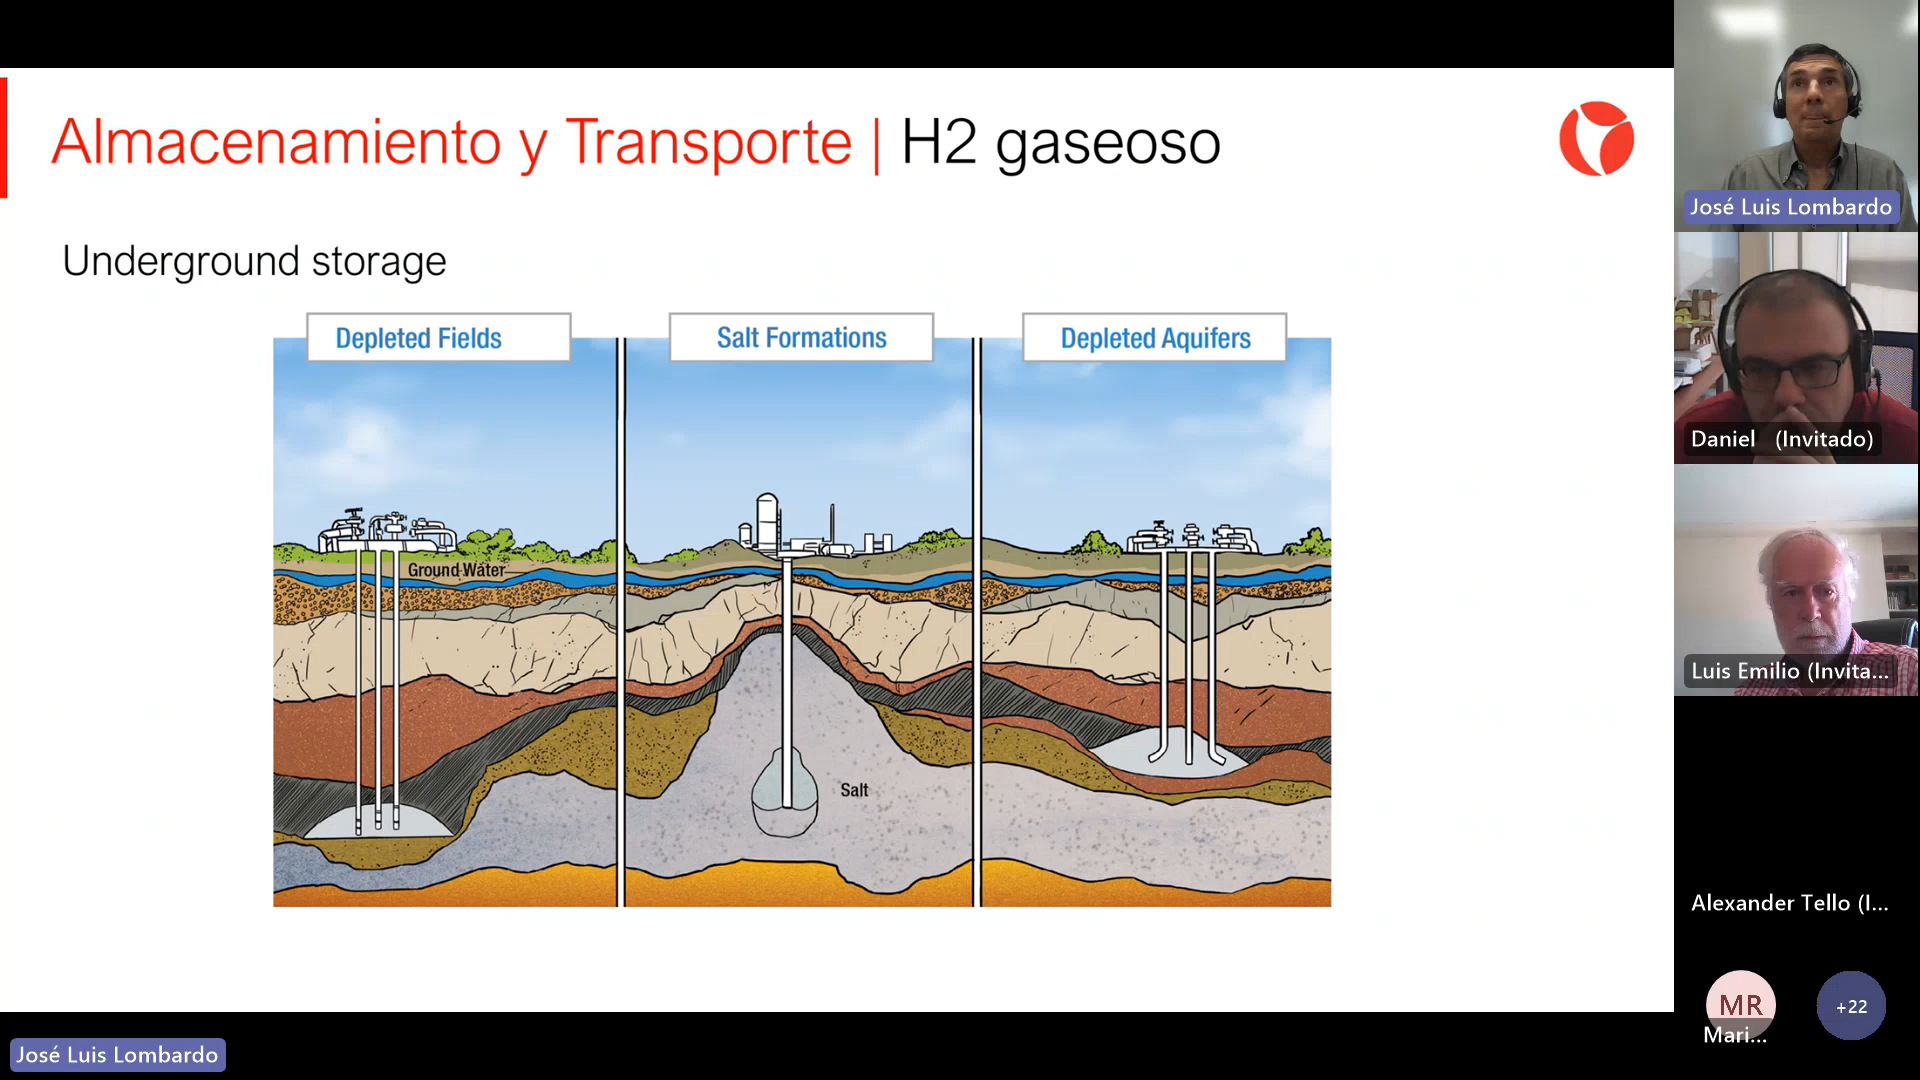 Almacenamiento y Transporte | H2 gaseoso
Underground storage
Depleted Fields
Salt Formations
Depleted Aquifers
Ground Water
Salt
José Luis Lombardo
José Luis Lombardo
Daniel (Invitado)
Luis Emilio (Invita...
Alexander Tello (I...
MR
Mari...
+22